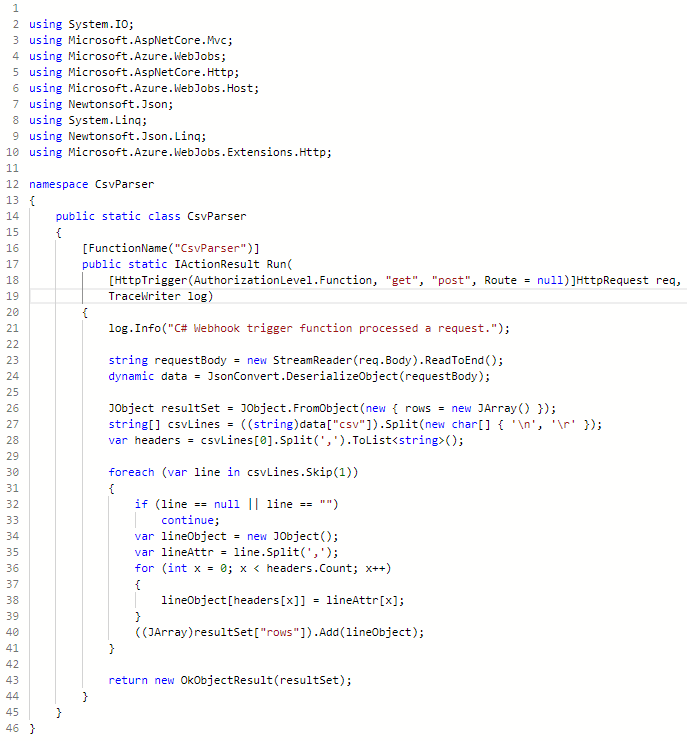 1
2 using System.IO;
3 using Microsoft.AspNetCore.Mvc;
4 using Microsoft.Azure.WebJobs;
5 using Microsoft.AspNetCore.Http;
6 using Microsoft.Azure.WebJobs.Host;
7 using Newtonsoft.Json;
8 using System.Linq;
9 using Newtonsoft.Json.Linq;
10 using Microsoft.Azure.WebJobs.Extensions.Http;
11
12 namespace CsvParser
13 {
14     public static class CsvParser
15     {
16         [FunctionName("CsvParser")]
17         public static IActionResult Run(
18             [HttpTrigger(AuthorizationLevel.Function, "get", "post", Route = null)]HttpRequest req,
19             TraceWriter log)
20         {
21             log.Info("C# Webhook trigger function processed a request.");
22
23             string requestBody = new StreamReader(req.Body).ReadToEnd();
24             dynamic data = JsonConvert.DeserializeObject(requestBody);
25
26             JObject resultSet = JObject.FromObject(new { rows = new JArray() });
27             string[] csvLines = ((string)data["csv"]).Split(new char[] { '\n', '\r' });
28             var headers = csvLines[0].Split(',').ToList<string>();
29
30             foreach (var line in csvLines.Skip(1))
31             {
32                 if (line == null || line == "")
33                     continue;
34                 var lineObject = new JObject();
35                 var lineAttr = line.Split(',');
36                 for (int x = 0; x < headers.Count; x++)
37                 {
38                     lineObject[headers[x]] = lineAttr[x];
39                 }
40                 ((JArray)resultSet["rows"]).Add(lineObject);
41             }
42
43             return new OkObjectResult(resultSet);
44         }
45     }
46 }